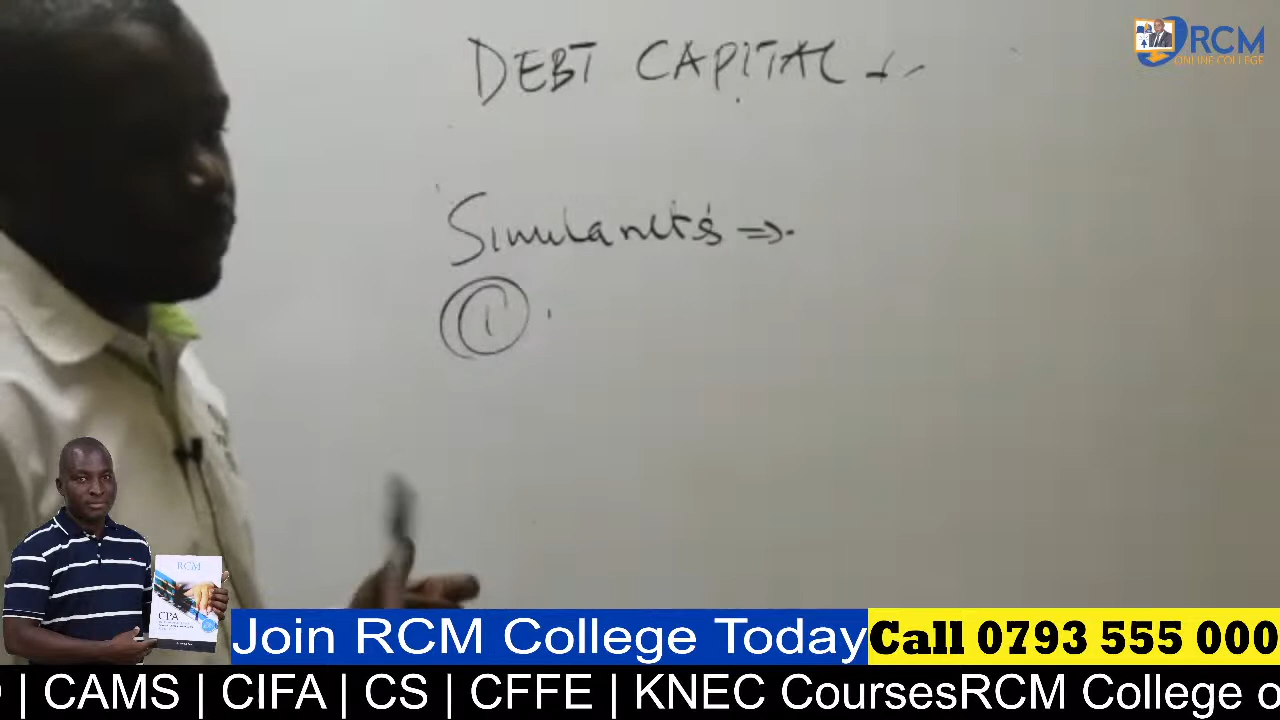 DEBT CAPITAL
RCM
ONLINE COLLEGE
①
RCM
CPA
Join RCM College Today
Call 0793 555 000
| CAMS | CIFA | CS | CFFE | KNEC CoursesRCM College o